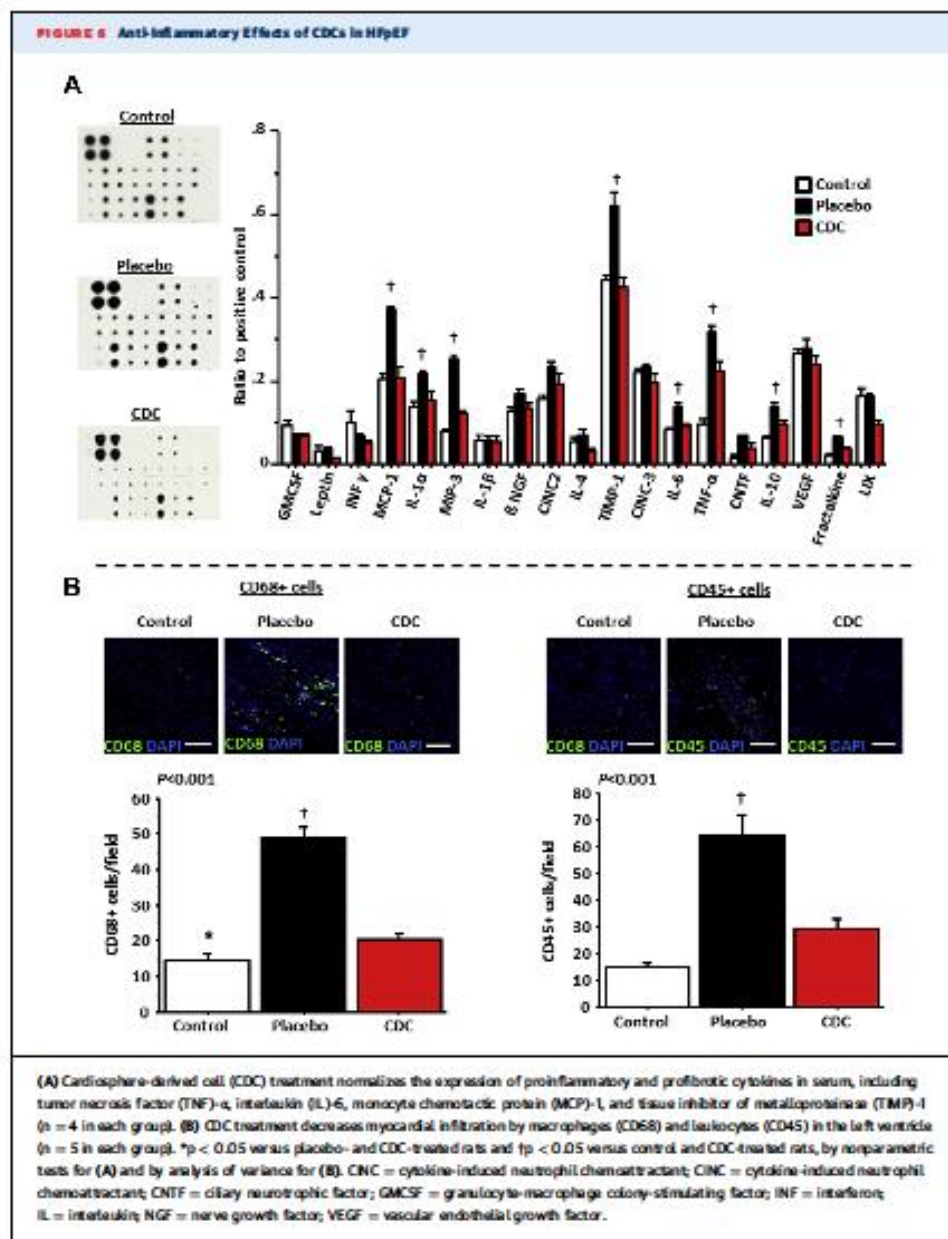 FIGURE 6 Anti-Inflammatory Effects of CDCs in HFpEF
A
Control
Placebo
CDC
Ratio to positive control
.8
.6
.4
.2
0
Control
Placebo
CDC
†
†
†
†
†
†
†
†
GMCSF
Leptin
INF γ
MCP-1
IL-1α
MIP-3
IL-1β
ß NGF
CINC2
IL-4
TIMP-1
CINC-3
IL-6
TNF-α
CNTF
IL-10
VEGF
Fractalkine
LIX
B
CD68+ cells
Control Placebo CDC
CD68 DAPI CD68 DAPI CD68 DAPI
P<0.001
CD68+ cells/field
60
50
40
30
20
10
0
*
†
Control Placebo CDC
CD45+ cells
Control Placebo CDC
CD68 DAPI CD45 DAPI CD45 DAPI
P<0.001
CD45+ cells/field
80
70
60
50
40
30
20
10
0
†
Control Placebo CDC
(A) Cardiosphere-derived cell (CDC) treatment normalizes the expression of proinflammatory and profibrotic cytokines in serum, including
tumor necrosis factor (TNF)-α, interleukin (IL)-6, monocyte chemotactic protein (MCP)-1, and tissue inhibitor of metalloproteinase (TIMP)-1
(n = 4 in each group). (B) CDC treatment decreases myocardial infiltration by macrophages (CD68) and leukocytes (CD45) in the left ventricle
(n = 5 in each group). *p < 0.05 versus placebo- and CDC-treated rats and †p < 0.05 versus control and CDC-treated rats, by nonparametric
tests for (A) and by analysis of variance for (B). CINC = cytokine-induced neutrophil chemoattractant; CINC = cytokine-induced neutrophil
chemoattractant; CNTF = ciliary neurotrophic factor; GMCSF = granulocyte-macrophage colony-stimulating factor; INF = interferon;
IL = interleukin; NGF = nerve growth factor; VEGF = vascular endothelial growth factor.